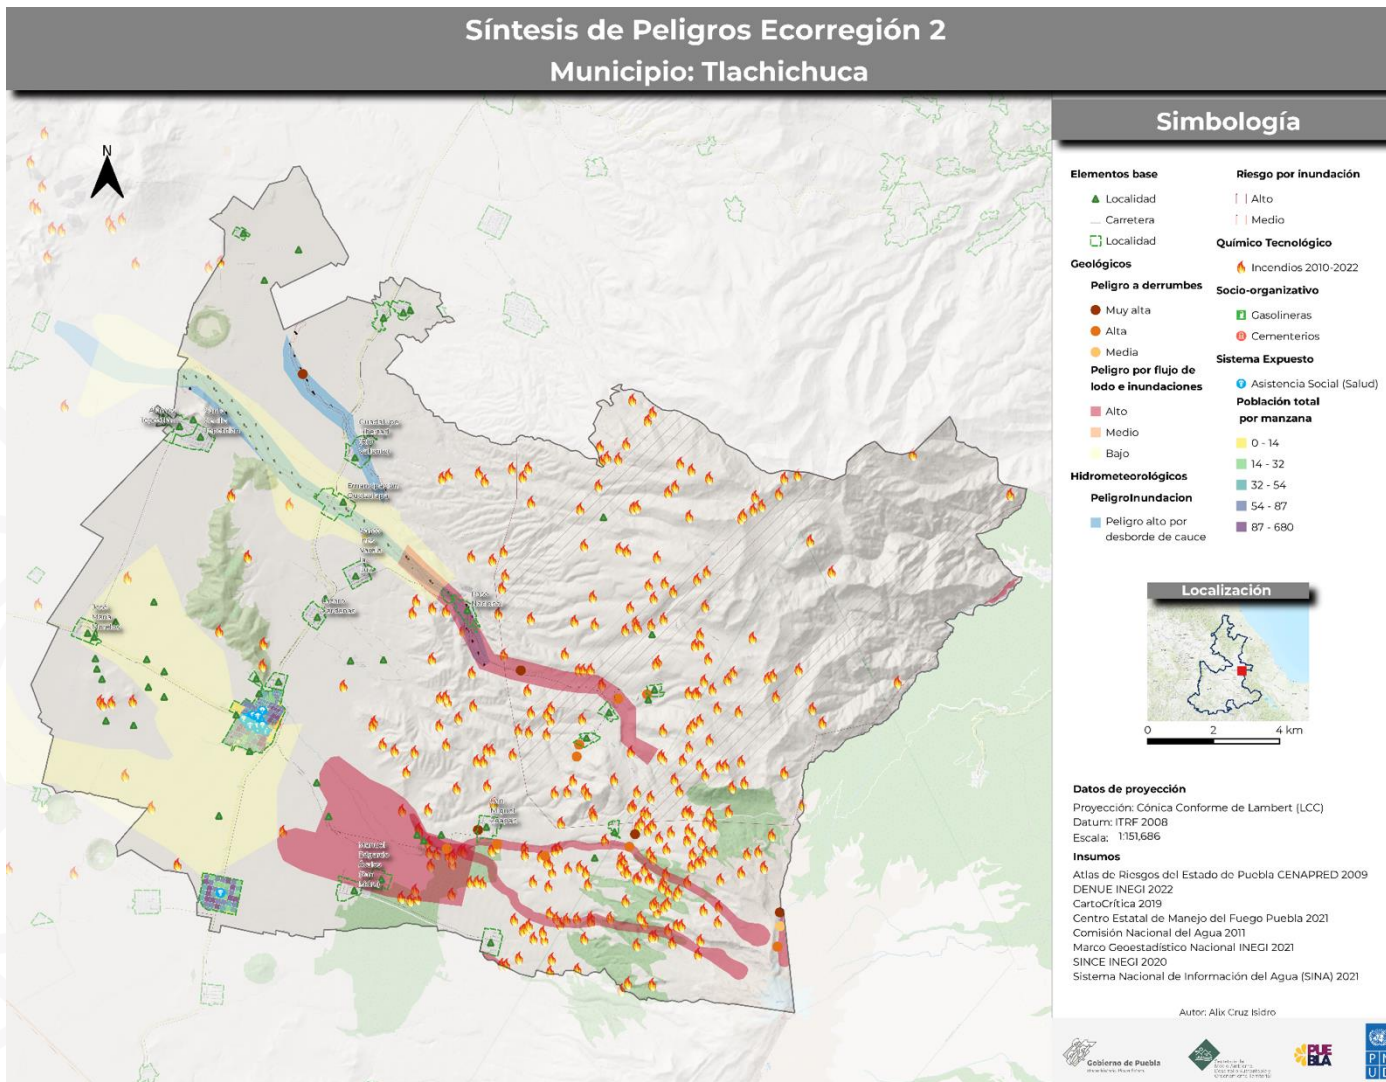 Síntesis de Peligros Ecorregión 2
Municipio: Tlachichuca
N
Simbología
Elementos base
Localidad
Carretera
Localidad
Geológicos
Peligro a derrumbes
Muy alta
Alta
Media
Peligro por flujo de
lodo e inundaciones
Alto
Medio
Bajo
Hidrometeorológicos
PeligroInundacion
Peligro alto por
desborde de cauce
Riesgo por inundación
Alto
Medio
Químico Tecnológico
Incendios 2010-2022
Socio-organizativo
Gasolineras
Cementerios
Sistema Expuesto
Asistencia Social (Salud)
Población total
por manzana
0 - 14
14 - 32
32 - 54
54 - 87
87 - 680
Localización
0 2 4 km
Datos de proyección
Proyección: Cónica Conforme de Lambert (LCC)
Datum: ITRF 2008
Escala: 1:151,686
Insumos
Atlas de Riesgos del Estado de Puebla CENAPRED 2009
DENUE INEGI 2022
CartoCrítica 2019
Centro Estatal de Manejo del Fuego Puebla 2021
Comisión Nacional del Agua 2011
Marco Geoestadístico Nacional INEGI 2021
SINCE INEGI 2020
Sistema Nacional de Información del Agua (SINA) 2021
Autor: Alix Cruz Isidro
Gobierno de Puebla
PUE
BLA
P N
U D